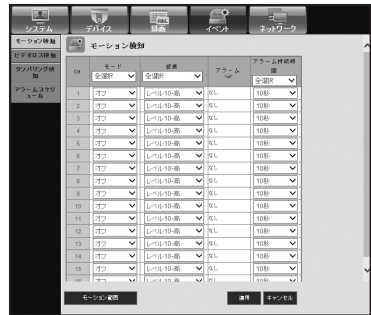 システム デバイス 録画 イベント ネットワーク
モーション検知
ビデオロス検知
タンパリング検知
アラームスケジュール
モーション検知
CH モード 感度 アラーム アラーム持続時間
全選択 全選択 全選択
1 オフ レベル10-高 なし 10秒
2 オフ レベル10-高 なし 10秒
3 オフ レベル10-高 なし 10秒
4 オフ レベル10-高 なし 10秒
5 オフ レベル10-高 なし 10秒
6 オフ レベル10-高 なし 10秒
7 オフ レベル10-高 なし 10秒
8 オフ レベル10-高 なし 10秒
9 オフ レベル10-高 なし 10秒
10 オフ レベル10-高 なし 10秒
11 オフ レベル10-高 なし 10秒
12 オフ レベル10-高 なし 10秒
13 オフ レベル10-高 なし 10秒
14 オフ レベル10-高 なし 10秒
15 オフ レベル10-高 なし 10秒
16 オフ レベル10-高 なし 10秒
モーション範囲 適用 キャンセル